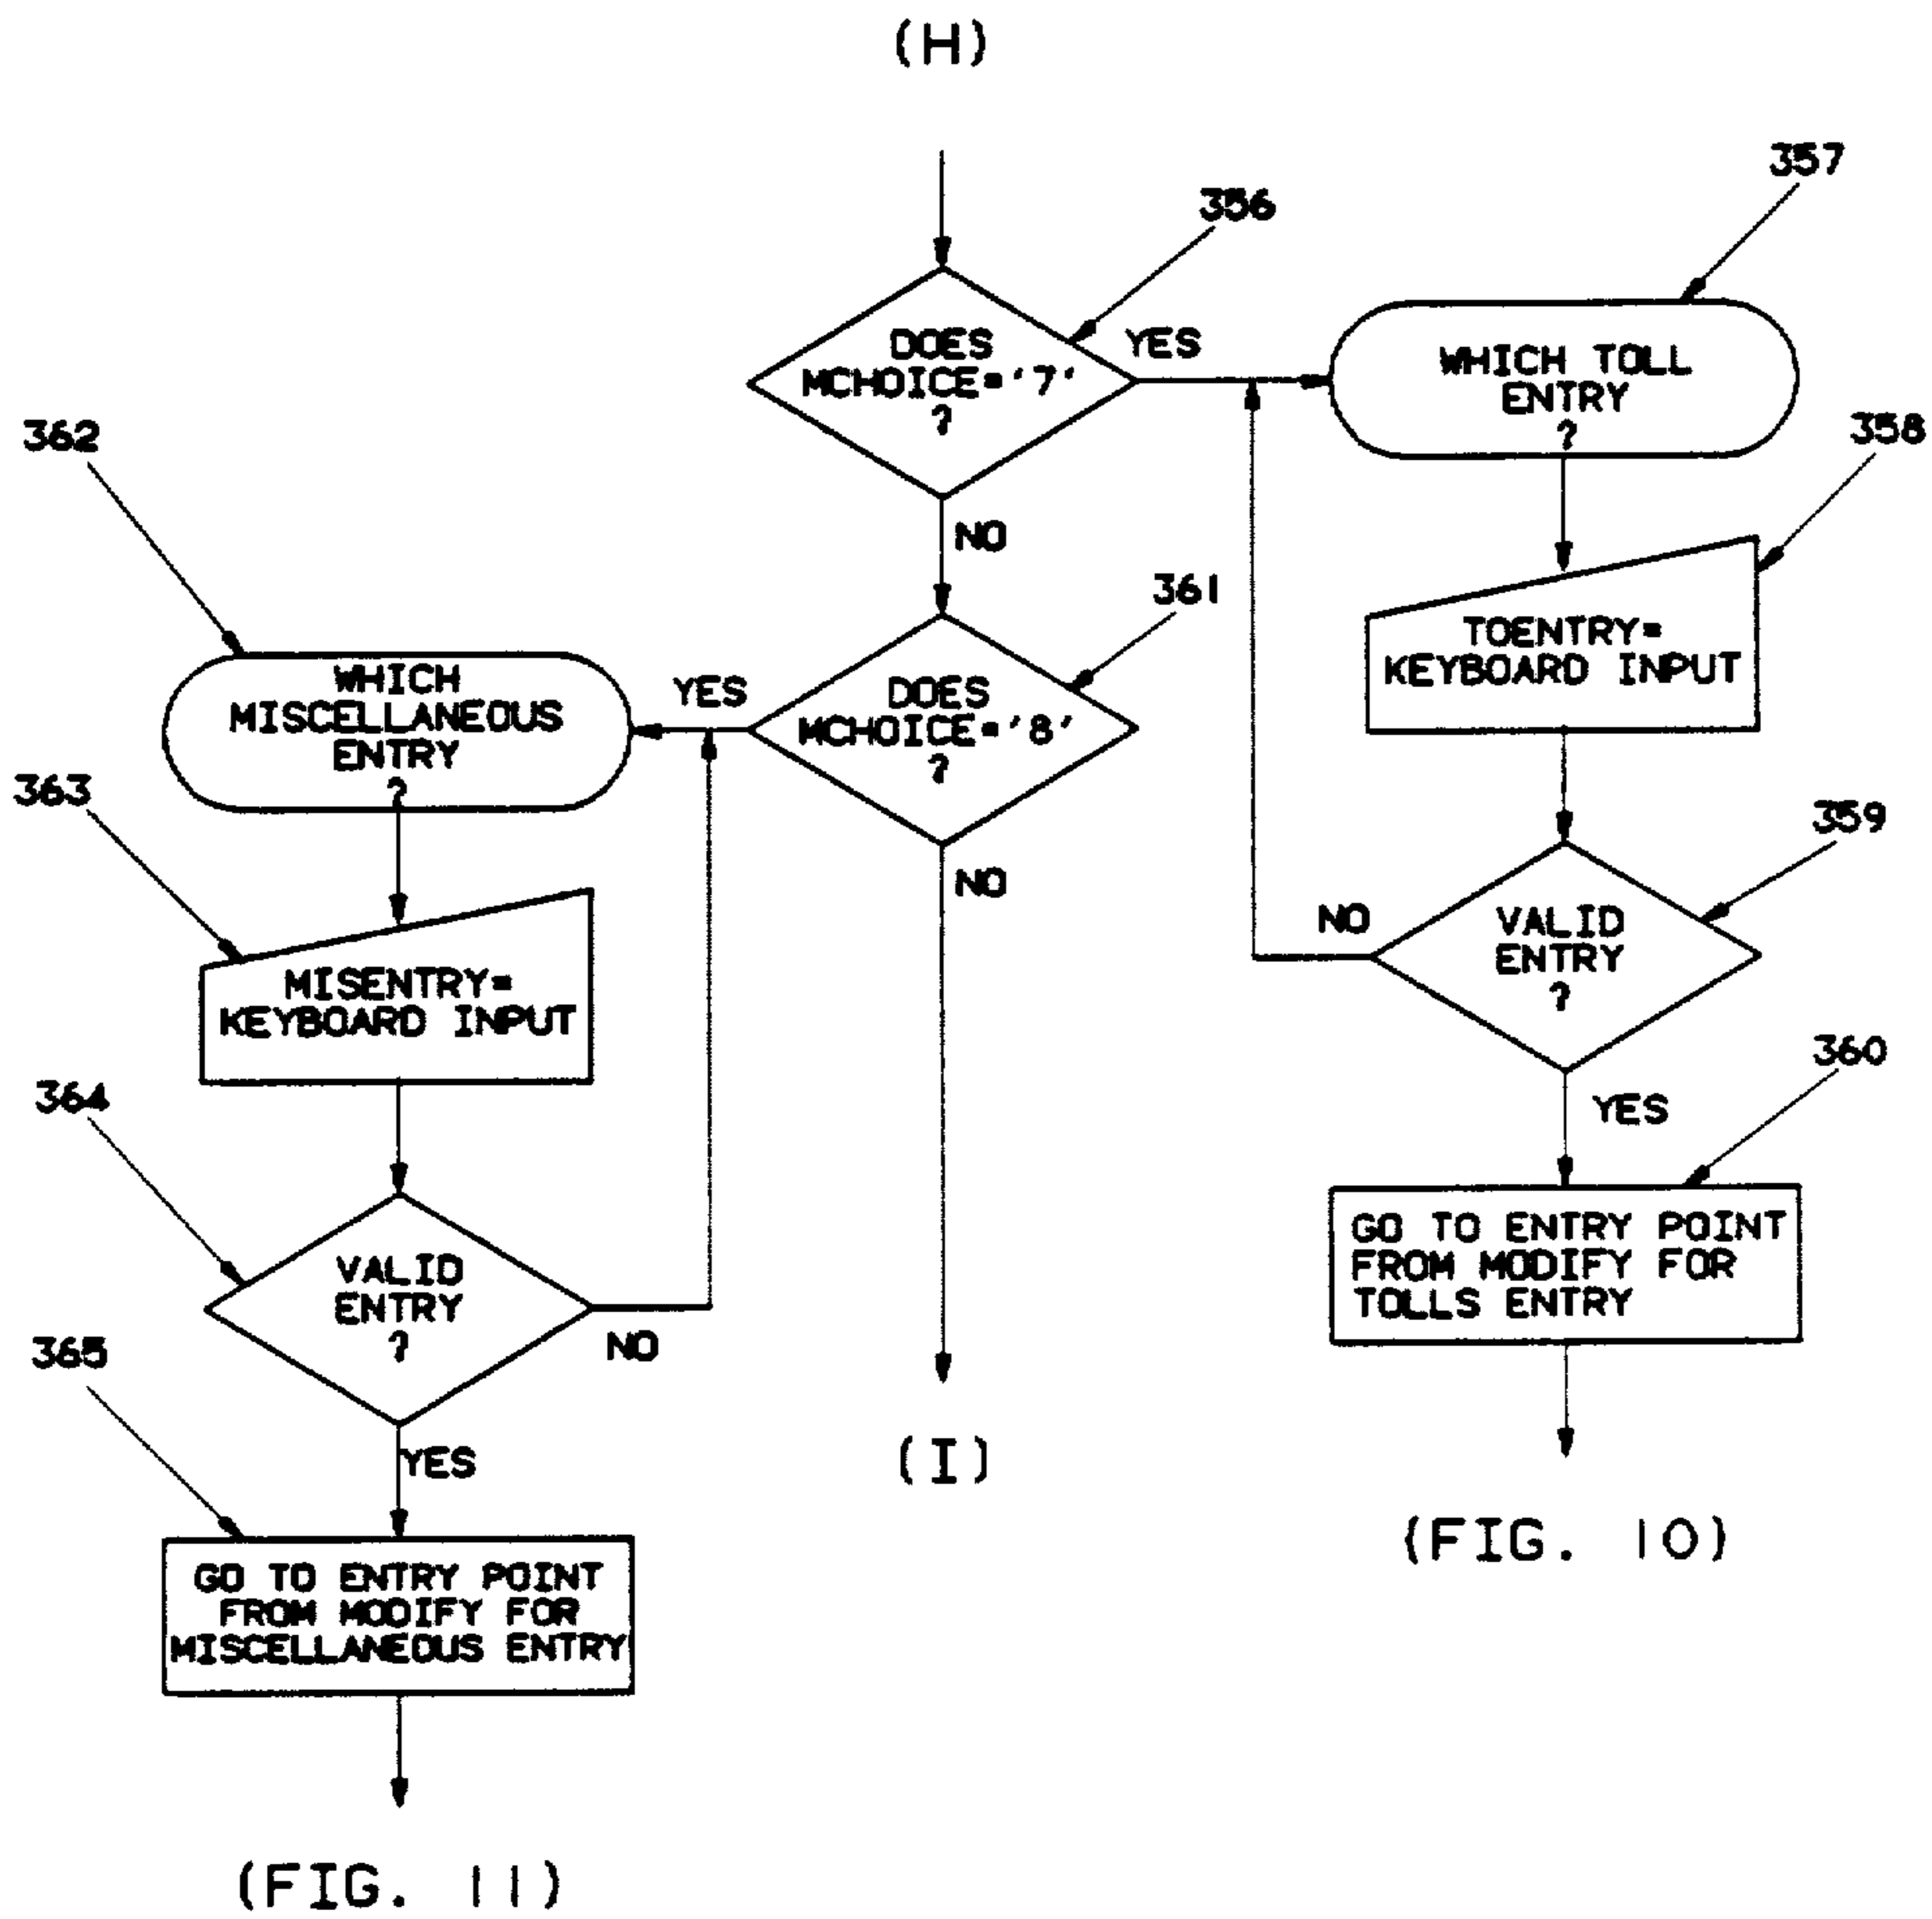 (H)
357
356
DOES
MCHOICE='7'
?
YES
WHICH TOLL
ENTRY
?
358
362
NO
361
TOENTRY=
KEYBOARD INPUT
WHICH
MISCELLANEOUS
ENTRY
?
YES
DOES
MCHOICE='8'
?
363
359
NO
NO
VALID
ENTRY
?
MISENTRY=
KEYBOARD INPUT
360
364
YES
VALID
ENTRY
?
NO
GO TO ENTRY POINT
FROM MODIFY FOR
TOLLS ENTRY
365
YES
(I)
(FIG. 10)
GO TO ENTRY POINT
FROM MODIFY FOR
MISCELLANEOUS ENTRY
(FIG. 11)